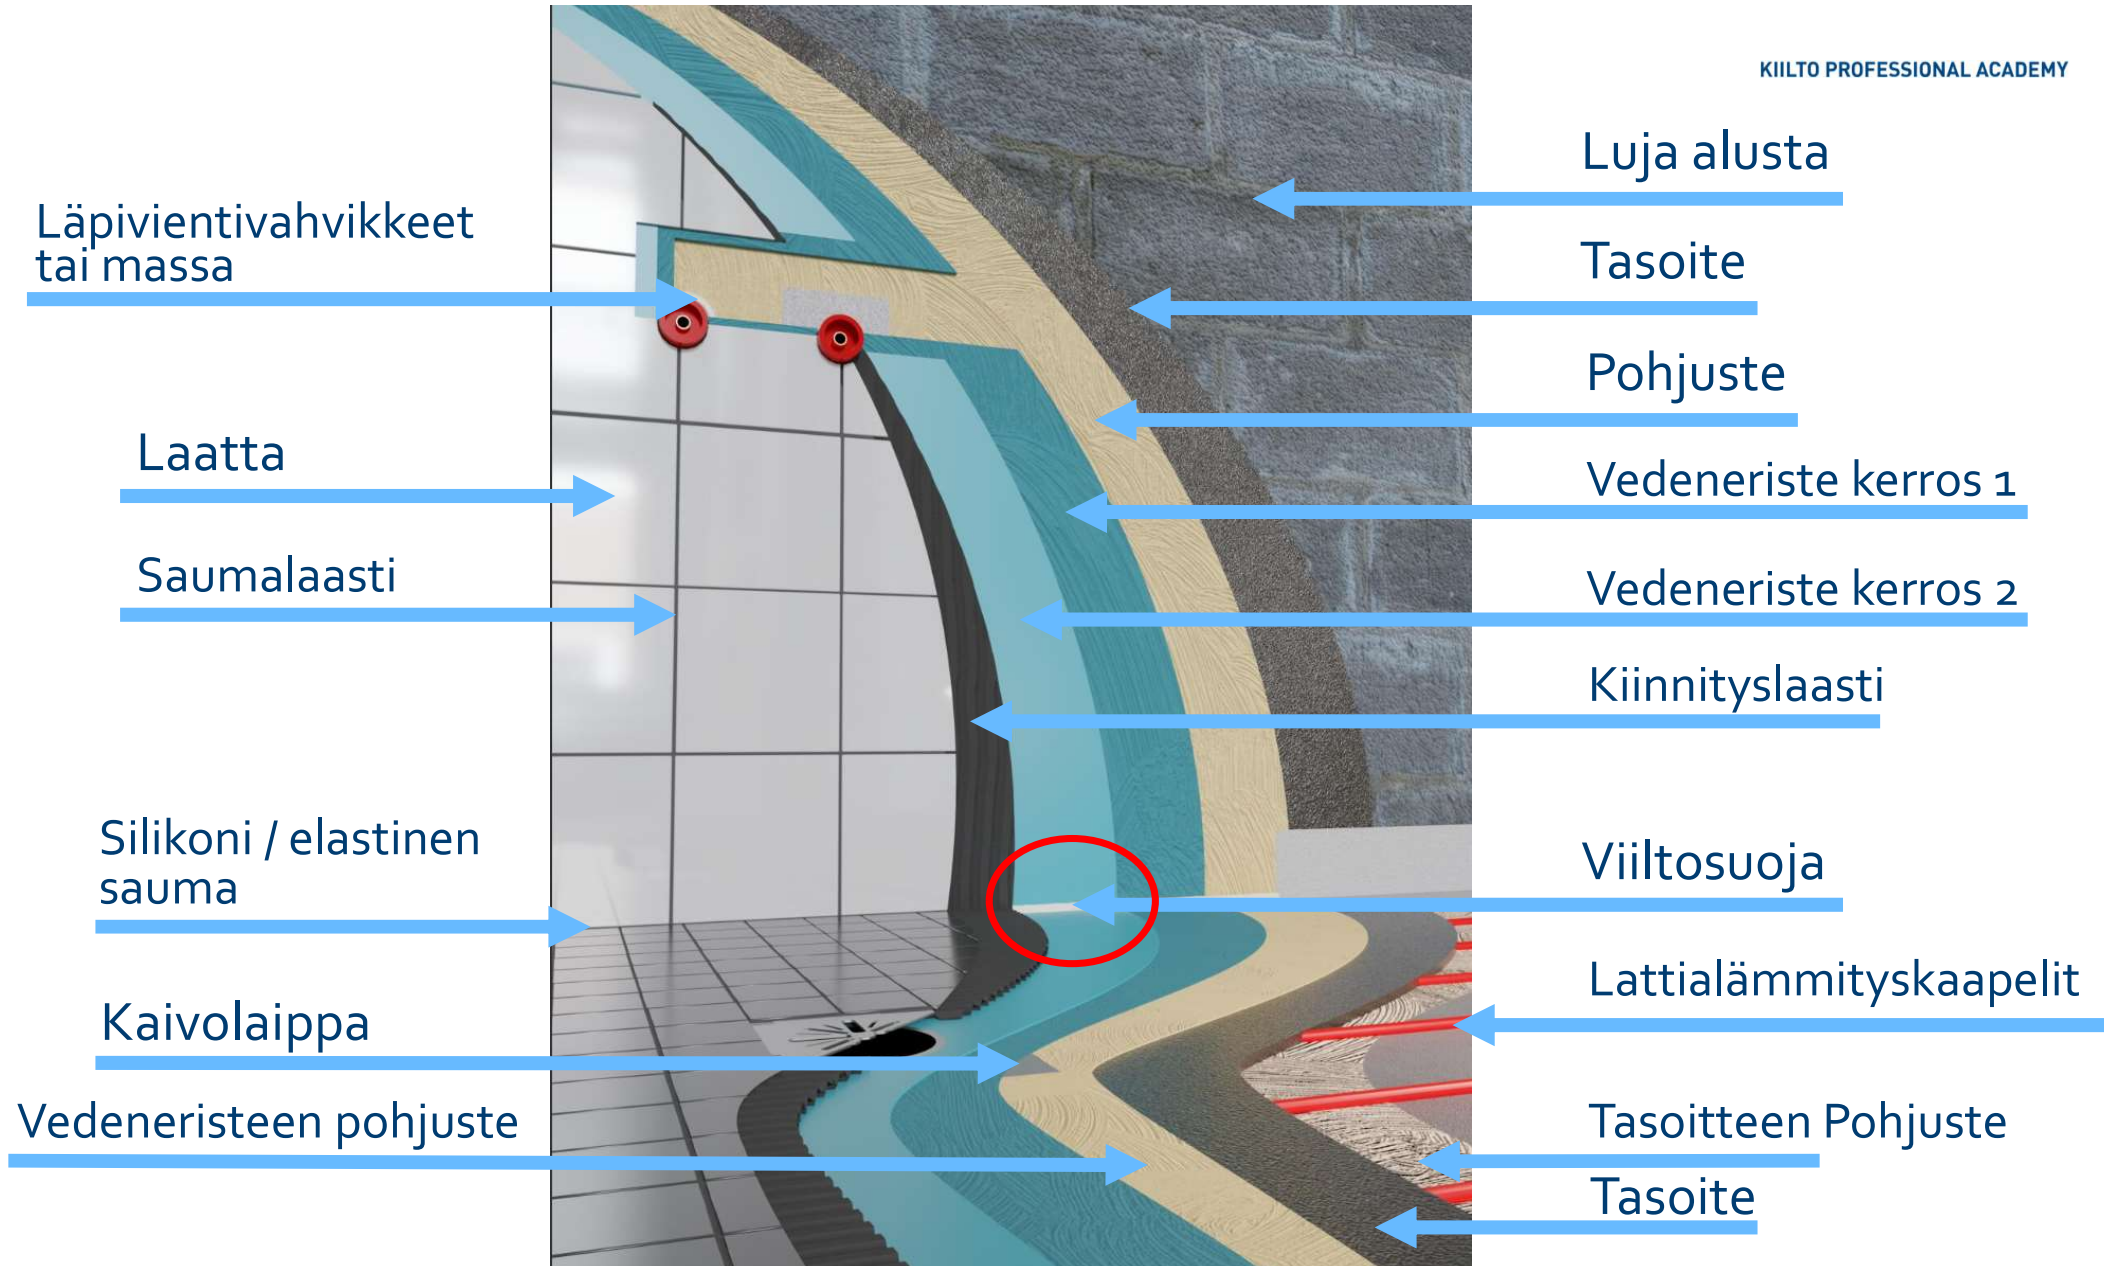 KIILTO PROFESSIONAL ACADEMY
Luja alusta
Läpivientivahvikkeet
tai massa
Tasoite
Pohjuste
Laatta
Vedeneriste kerros 1
Saumalaasti
Vedeneriste kerros 2
Kiinnityslaasti
Silikoni / elastinen
sauma
Viiltosuoja
Lattialämmityskaapelit
Kaivolaippa
Vedeneristeen pohjuste
Tasoitteen Pohjuste
Tasoite